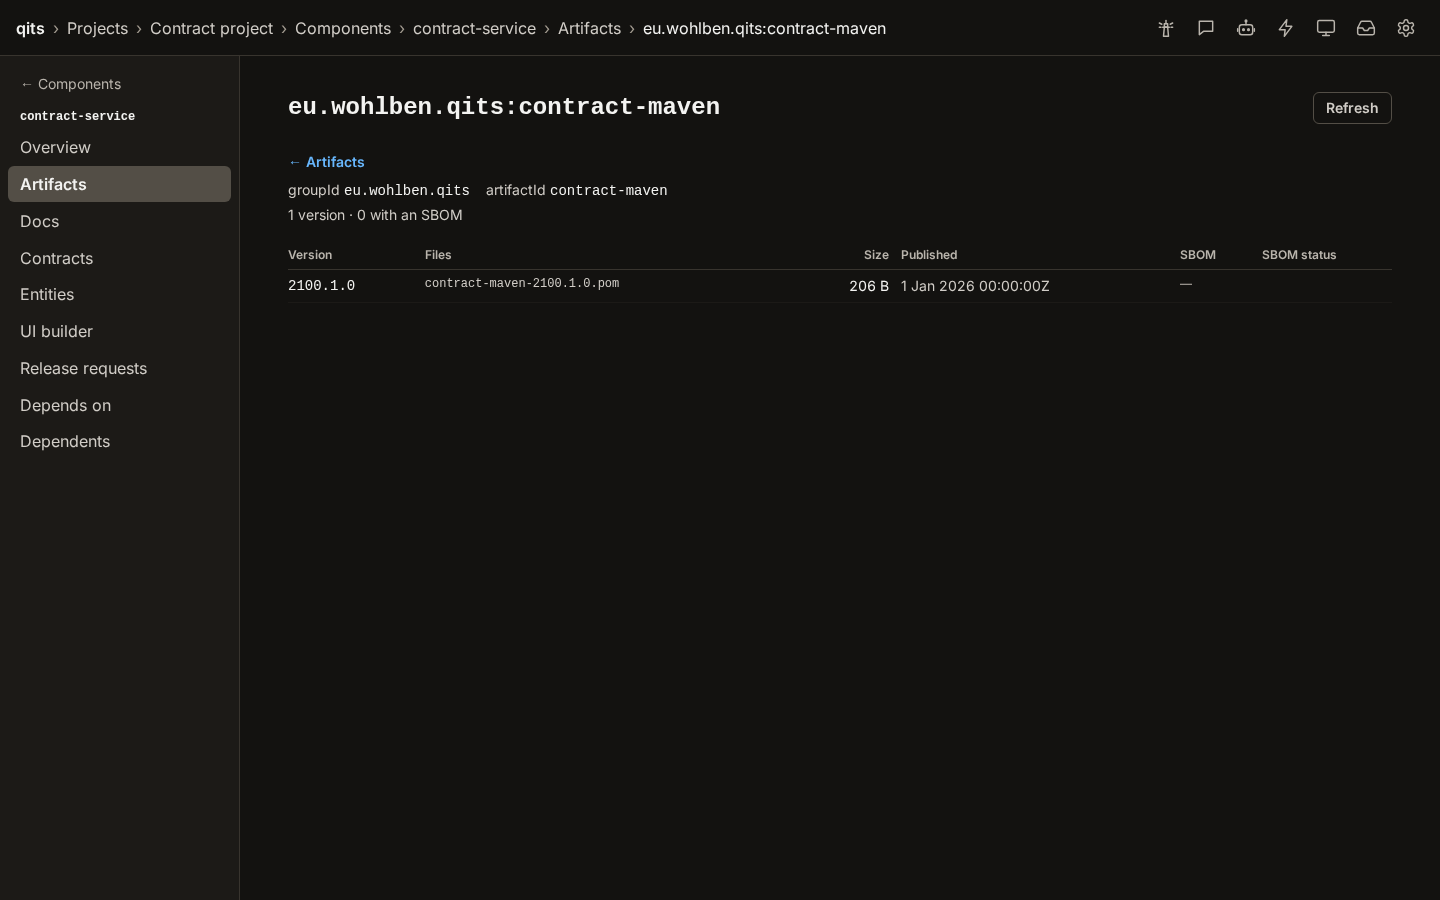 qits › Projects › Contract project › Components › contract-service › Artifacts › eu.wohlben.qits:contract-maven
← Components
contract-service
Overview
Artifacts
Docs
Contracts
Entities
UI builder
Release requests
Depends on
Dependents
eu.wohlben.qits:contract-maven
Refresh
← Artifacts
groupId eu.wohlben.qits artifactId contract-maven
1 version · 0 with an SBOM
Version Files Size Published SBOM SBOM status
2100.1.0 contract-maven-2100.1.0.pom 206 B 1 Jan 2026 00:00:00Z —